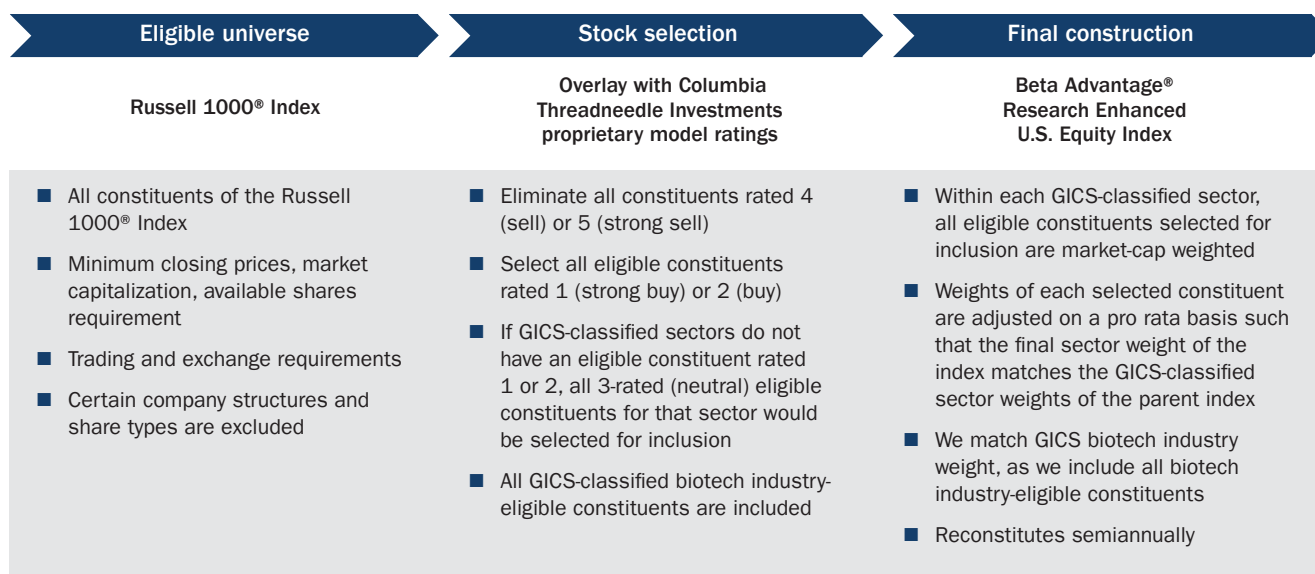 Eligible universe
Russell 1000® Index
All constituents of the Russell
1000® Index
Minimum closing prices, market
capitalization, available shares
requirement
Trading and exchange requirements
Certain company structures and
share types are excluded
Stock selection
Overlay with Columbia
Threadneedle Investments
proprietary model ratings
Eliminate all constituents rated 4
(sell) or 5 (strong sell)
Select all eligible constituents
rated 1 (strong buy) or 2 (buy)
If GICS-classified sectors do not
have an eligible constituent rated
1 or 2, all 3-rated (neutral) eligible
constituents for that sector would
be selected for inclusion
All GICS-classified biotech industry-
eligible constituents are included
Final construction
Beta Advantage®
Research Enhanced
U.S. Equity Index
Within each GICS-classified sector,
all eligible constituents selected for
inclusion are market-cap weighted
Weights of each selected constituent
are adjusted on a pro rata basis such
that the final sector weight of the
index matches the GICS-classified
sector weights of the parent index
We match GICS biotech industry
weight, as we include all biotech
industry-eligible constituents
Reconstitutes semiannually